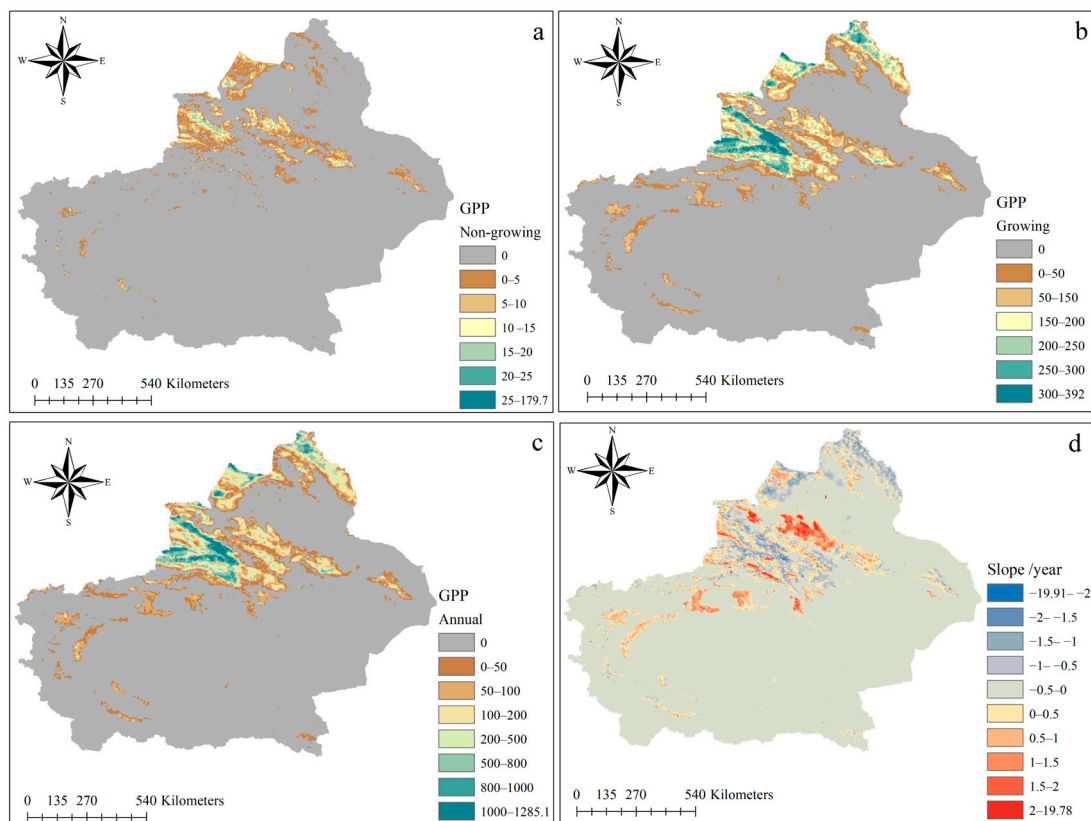 N
W E
S
a
GPP
Non-growing
0
0–5
5–10
10 –15
15–20
20–25
25–179.7
0 135 270 540 Kilometers
N
W E
S
b
GPP
Growing
0
0–50
50–150
150–200
200–250
250–300
300–392
0 135 270 540 Kilometers
N
W E
S
c
GPP
Annual
0
0–50
50–100
100–200
200–500
500–800
800–1000
1000–1285.1
0 135 270 540 Kilometers
N
W E
S
d
Slope /year
−19.91– −2
−2– −1.5
−1.5– −1
−1– −0.5
−0.5–0
0–0.5
0.5–1
1–1.5
1.5–2
2–19.78
0 135 270 540 Kilometers